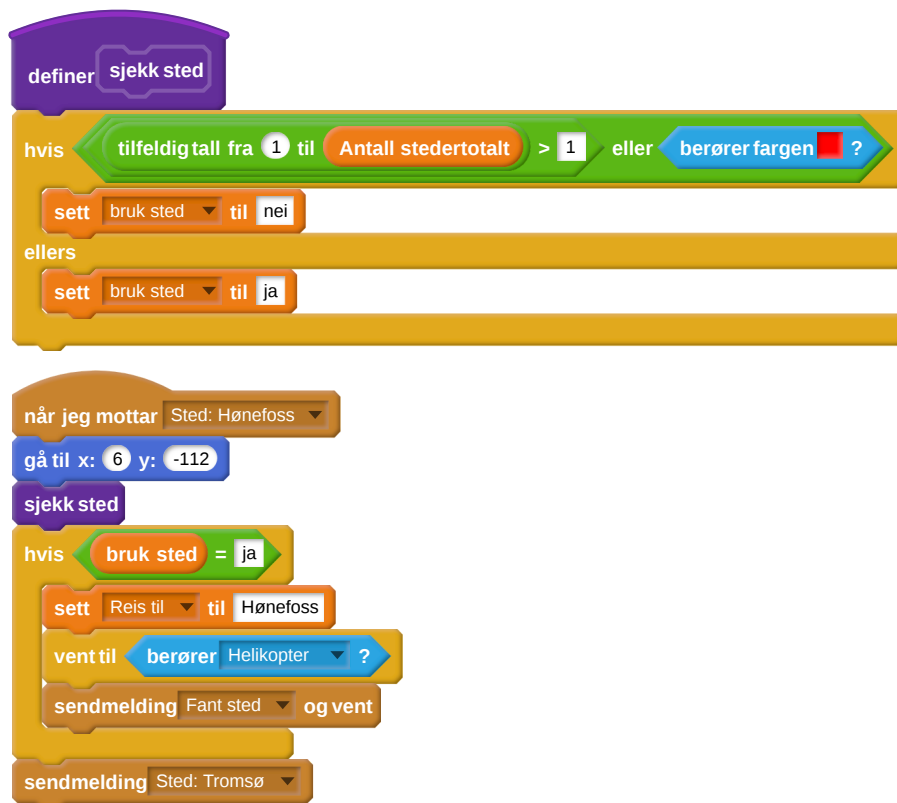 definer sjekk sted
hvis tilfeldig tall fra 1 til Antall stedertotalt > 1 eller berører fargen ?
sett bruk sted til nei
ellers
sett bruk sted til ja
når jeg mottar Sted: Hønefoss
gå til x: 6 y: -112
sjekk sted
hvis bruk sted = ja
sett Reis til til Hønefoss
vent til berører Helikopter ?
sendmelding Fant sted og vent
sendmelding Sted: Tromsø